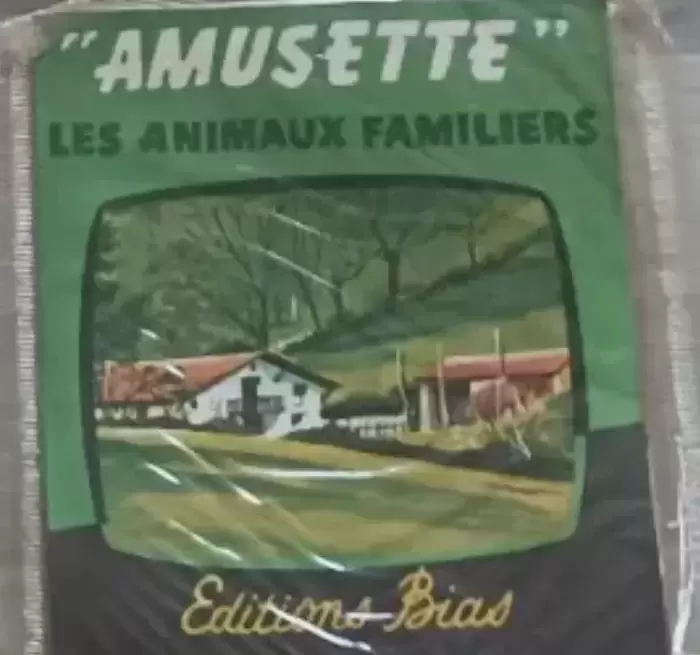 "AMUSETTE"
LES ANIMAUX FAMILIERS
Editions Bias